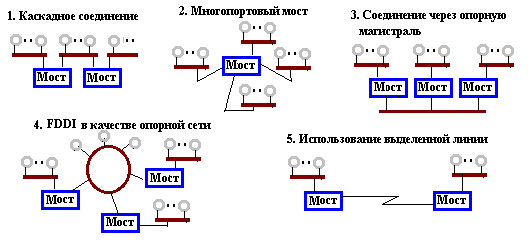 1. Каскадное соединение
Мост
Мост
2. Многопортовый мост
Мост
3. Соединение через опорную
магистраль
Мост
Мост
Мост
4. FDDI в качестве опорной сети
Мост
Мост
Мост
5. Использование выделенной линии
Мост
Мост